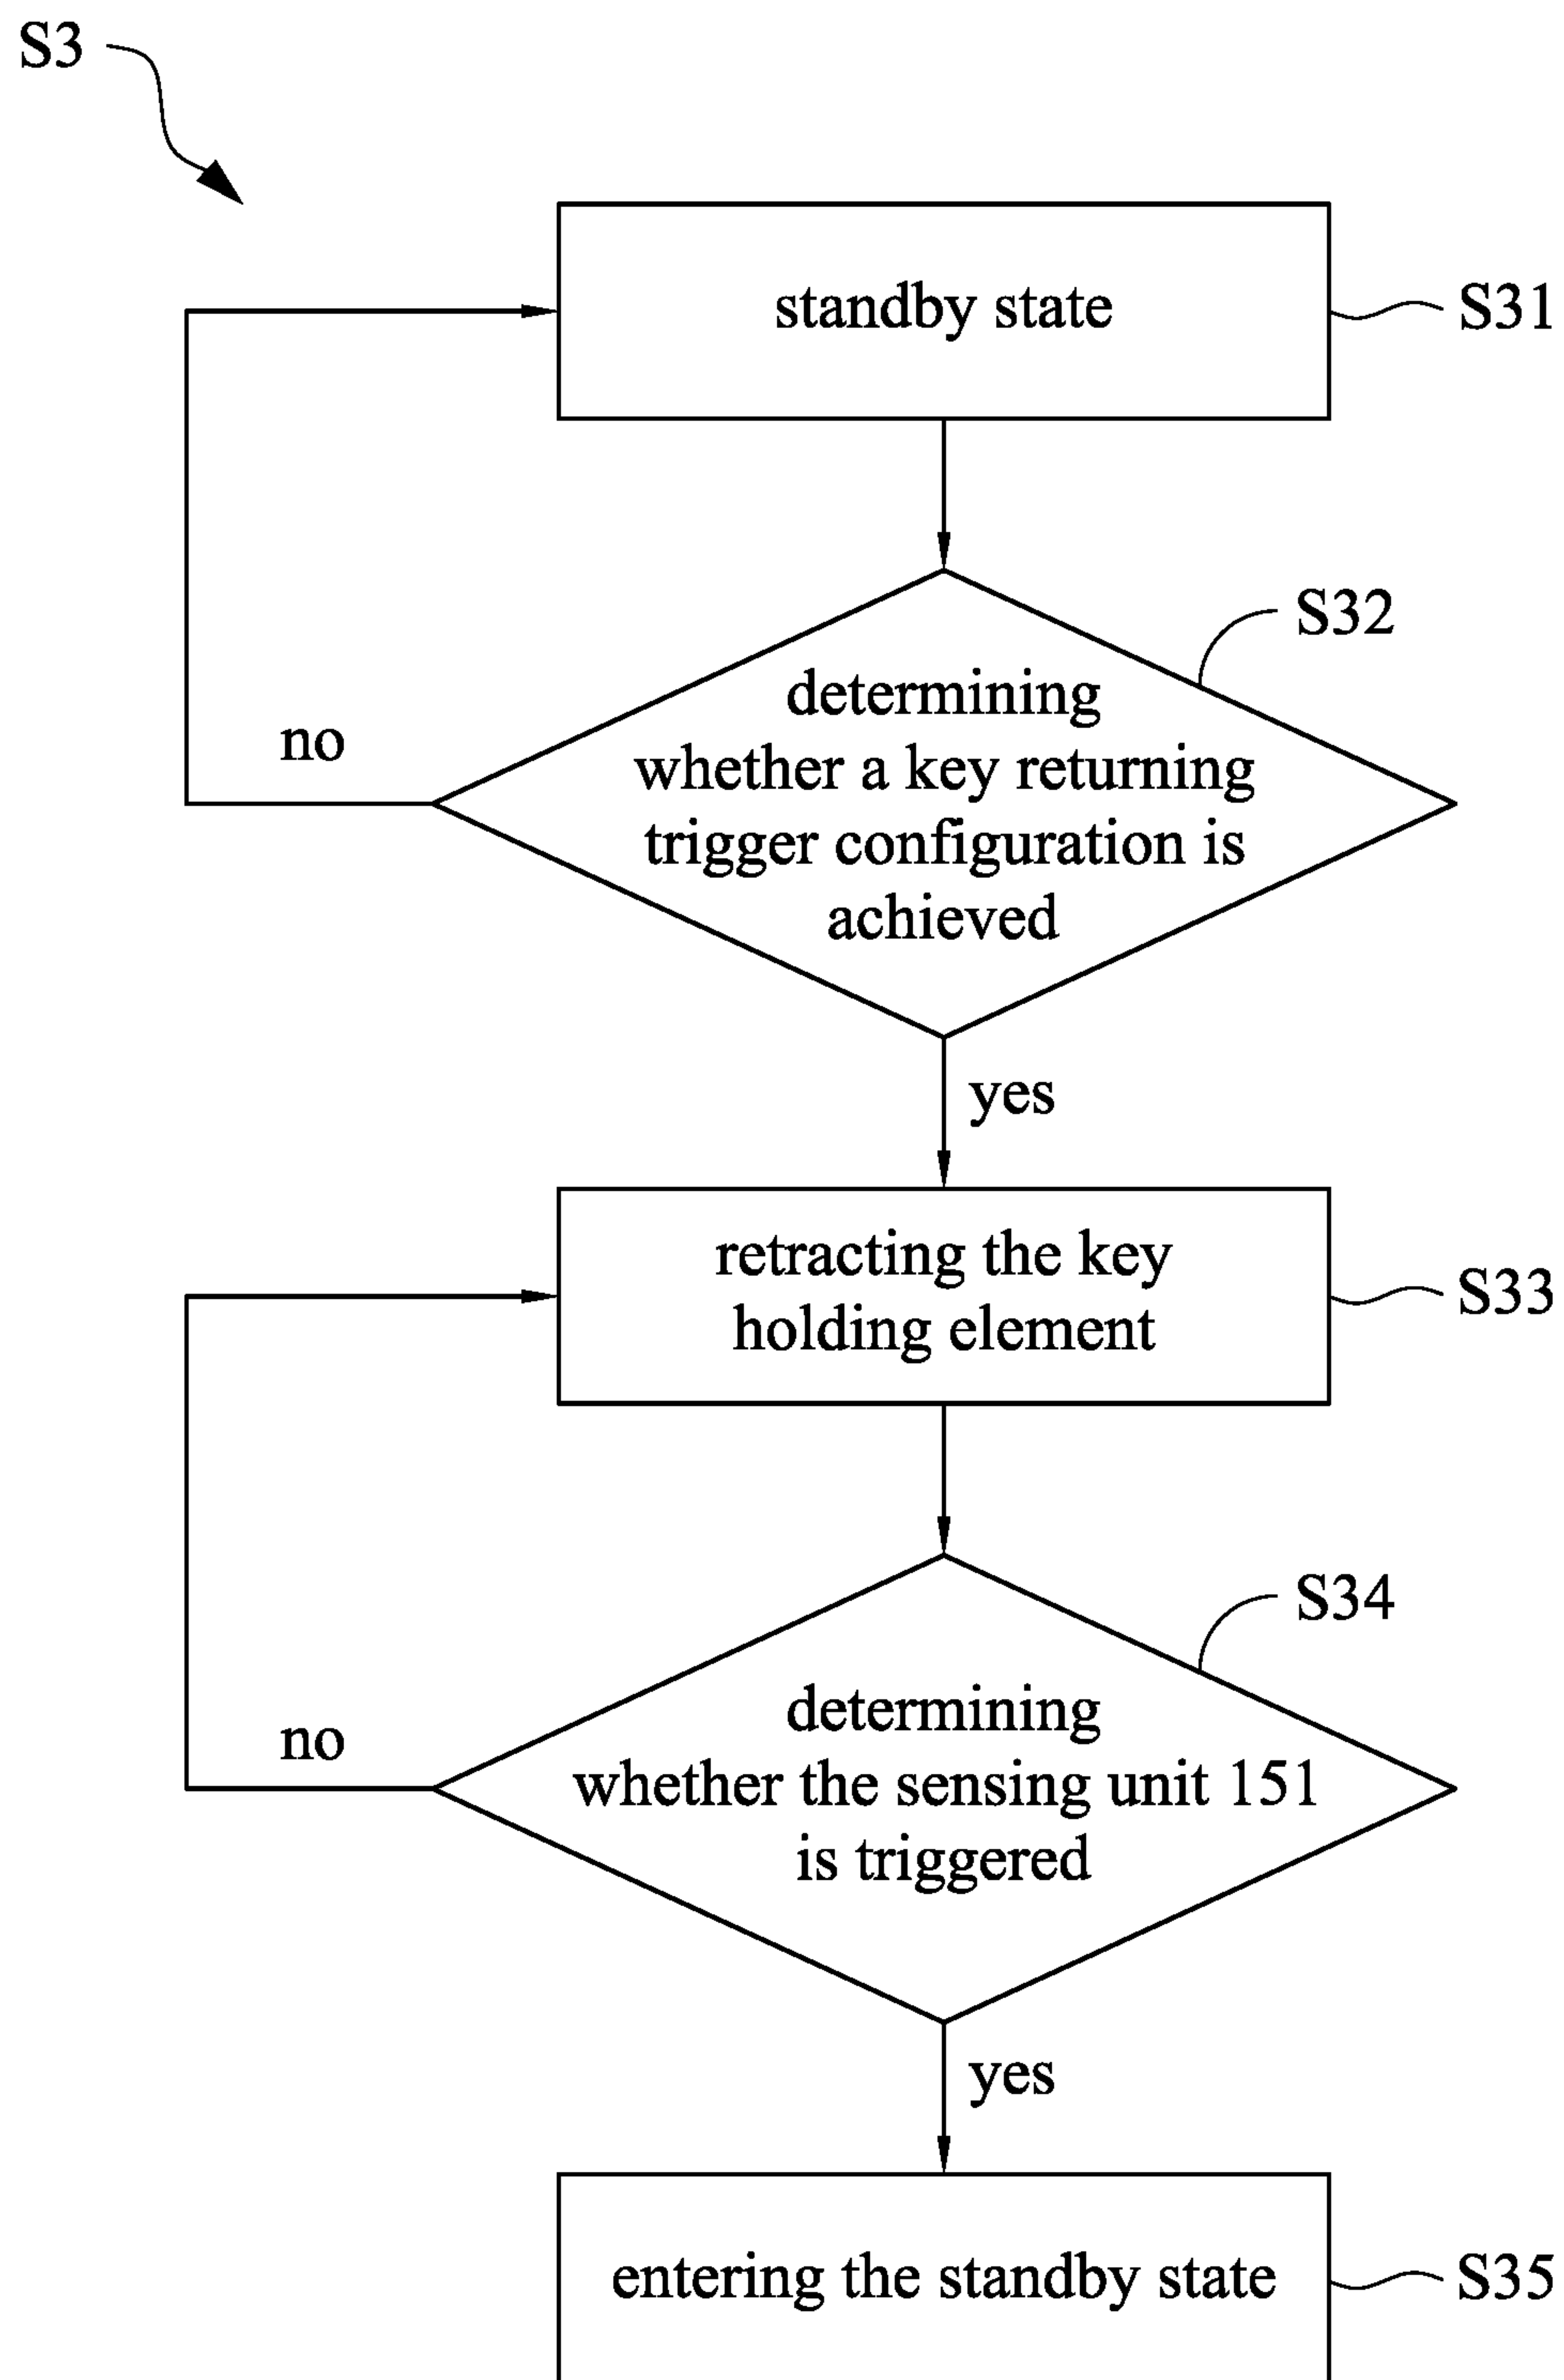 S3
standby state
S31
S32
determining
whether a key returning
trigger configuration is
achieved
no
yes
retracting the key
holding element
S33
S34
determining
whether the sensing unit 151
is triggered
no
yes
entering the standby state
S35